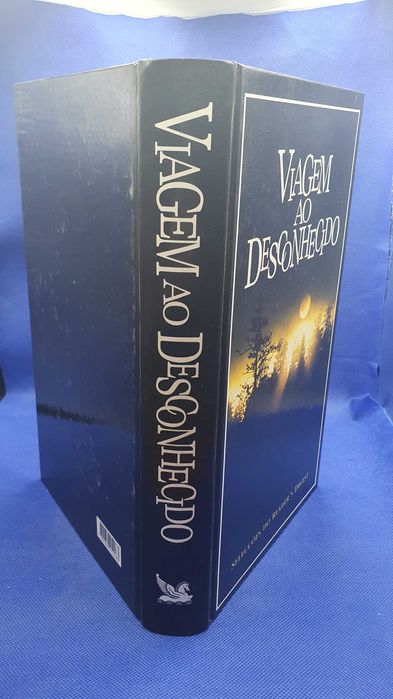 VIAGEM AO DESCONHECIDO
VIAGEM
AO
DESCONHECIDO
SELECÇÕES DO READER'S DIGEST